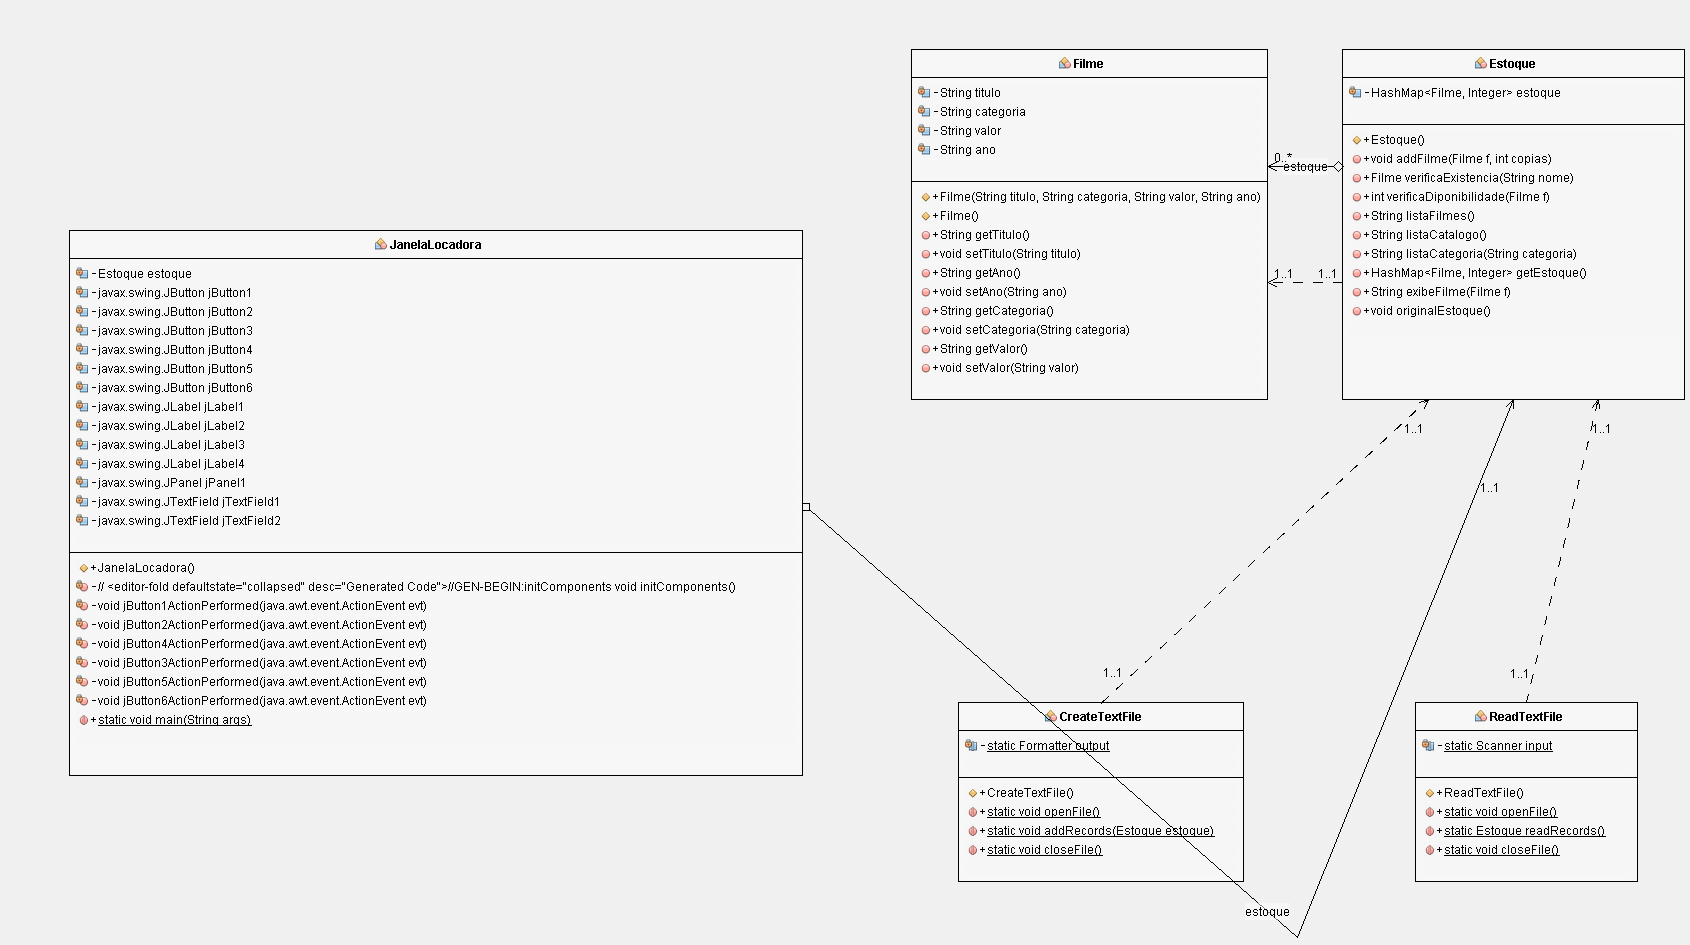 Filme
-String titulo
-String categoria
-String valor
-String ano
+Filme(String titulo, String categoria, String valor, String ano)
+Filme()
+String getTitulo()
+void setTitulo(String titulo)
+String getAno()
+void setAno(String ano)
+String getCategoria()
+void setCategoria(String categoria)
+String getValor()
+void setValor(String valor)
0..*
estoque
1..1
1..1
Estoque
-HashMap<Filme, Integer> estoque
+Estoque()
+void addFilme(Filme f, int copias)
+Filme verificaExistencia(String nome)
+int verificaDiponibilidade(Filme f)
+String listaFilmes()
+String listaCatalogo()
+String listaCategoria(String categoria)
+HashMap<Filme, Integer> getEstoque()
+String exibeFilme(Filme f)
+void originalEstoque()
JanelaLocadora
-Estoque estoque
-javax.swing.JButton jButton1
-javax.swing.JButton jButton2
-javax.swing.JButton jButton3
-javax.swing.JButton jButton4
-javax.swing.JButton jButton5
-javax.swing.JButton jButton6
-javax.swing.JLabel jLabel1
-javax.swing.JLabel jLabel2
-javax.swing.JLabel jLabel3
-javax.swing.JLabel jLabel4
-javax.swing.JPanel jPanel1
-javax.swing.JTextField jTextField1
-javax.swing.JTextField jTextField2
+JanelaLocadora()
-// <editor-fold defaultstate="collapsed" desc="Generated Code">//GEN-BEGIN:initComponents void initComponents()
-void jButton1ActionPerformed(java.awt.event.ActionEvent evt)
-void jButton2ActionPerformed(java.awt.event.ActionEvent evt)
-void jButton4ActionPerformed(java.awt.event.ActionEvent evt)
-void jButton3ActionPerformed(java.awt.event.ActionEvent evt)
-void jButton5ActionPerformed(java.awt.event.ActionEvent evt)
-void jButton6ActionPerformed(java.awt.event.ActionEvent evt)
+static void main(String args)
1..1
1..1
1..1
1..1
1..1
CreateTextFile
-static Formatter output
+CreateTextFile()
+static void openFile()
+static void addRecords(Estoque estoque)
+static void closeFile()
ReadTextFile
-static Scanner input
+ReadTextFile()
+static void openFile()
+static Estoque readRecords()
+static void closeFile()
estoque